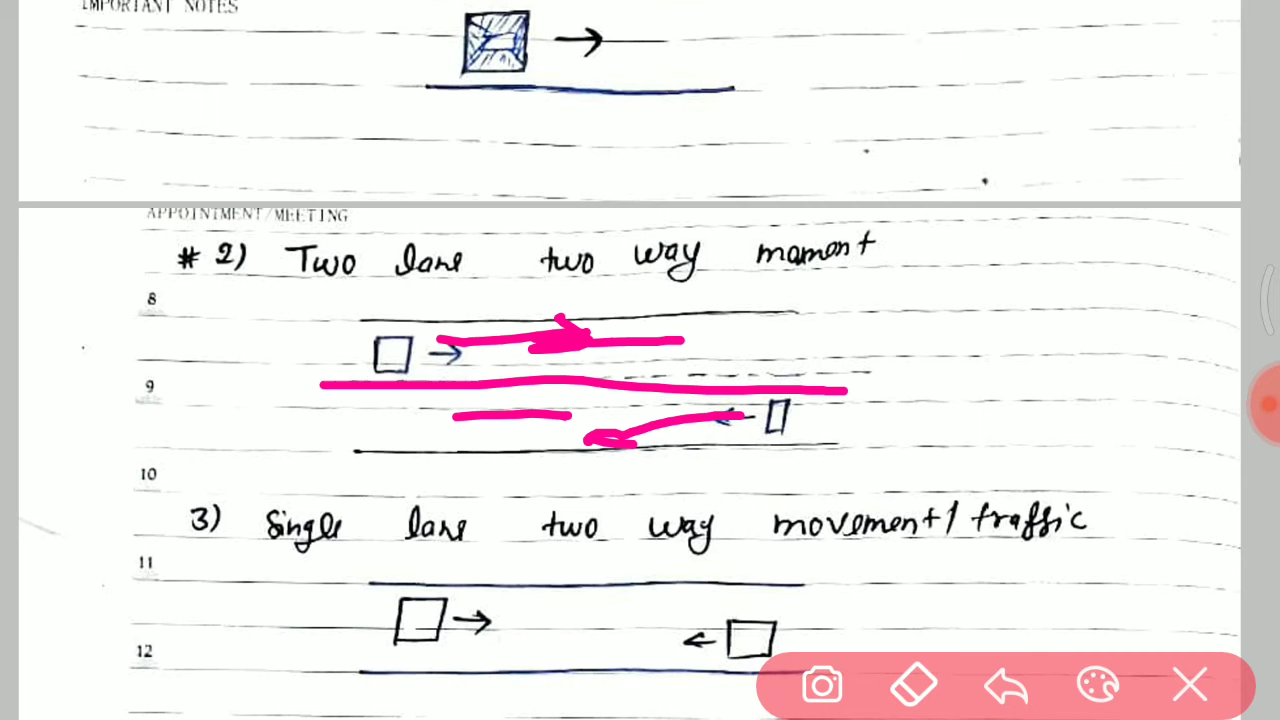 IMPORTANT NOTES
APPOINTMENT/MEETING
# 2) Two lane two way moment
8
9
10
3) Single lane two way movement/traffic
11
12